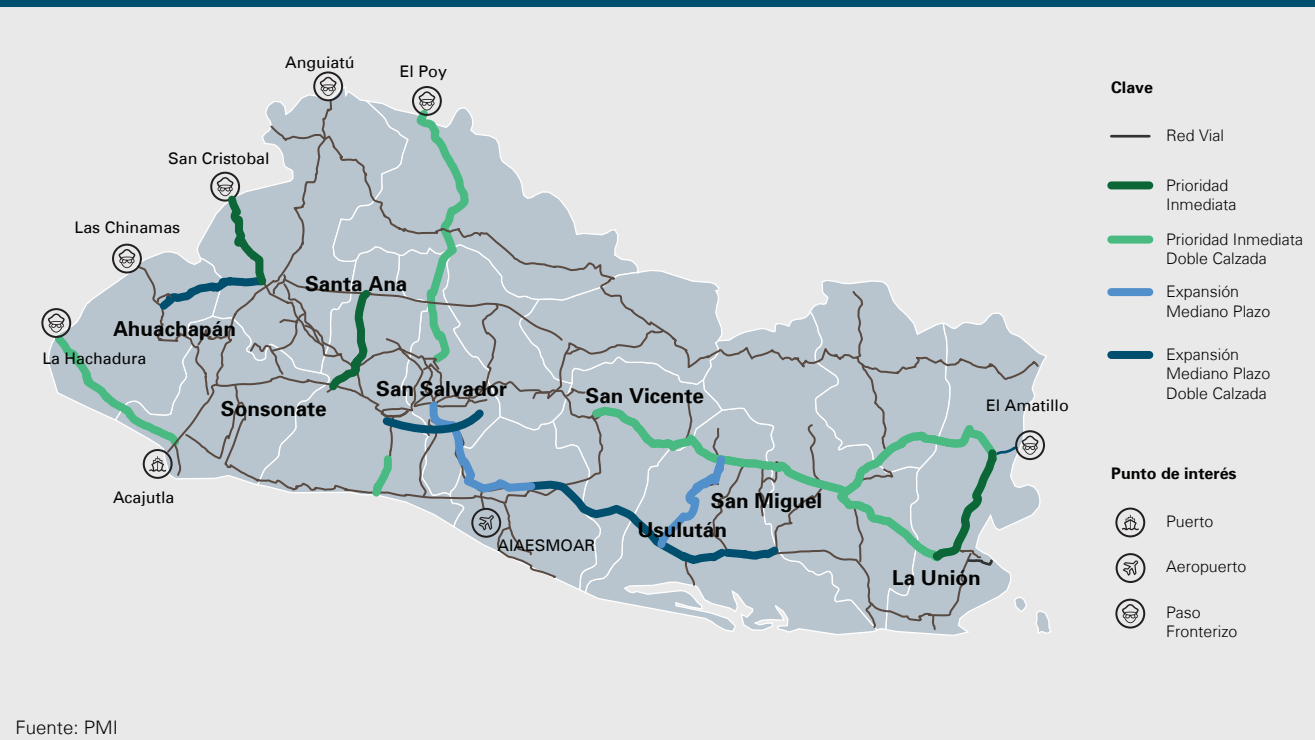 Anguiatú
El Poy
San Cristobal
Las Chinamas
Santa Ana
Ahuachapán
La Hachadura
San Salvador
Sonsonate
San Vicente
El Amatillo
Acajutla
San Miguel
Usulután
AIAESMOAR
La Unión
Clave
Red Vial
Prioridad
Inmediata
Prioridad Inmediata
Doble Calzada
Expansión
Mediano Plazo
Expansión
Mediano Plazo
Doble Calzada
Punto de interés
Puerto
Aeropuerto
Paso
Fronterizo
Fuente: PMI